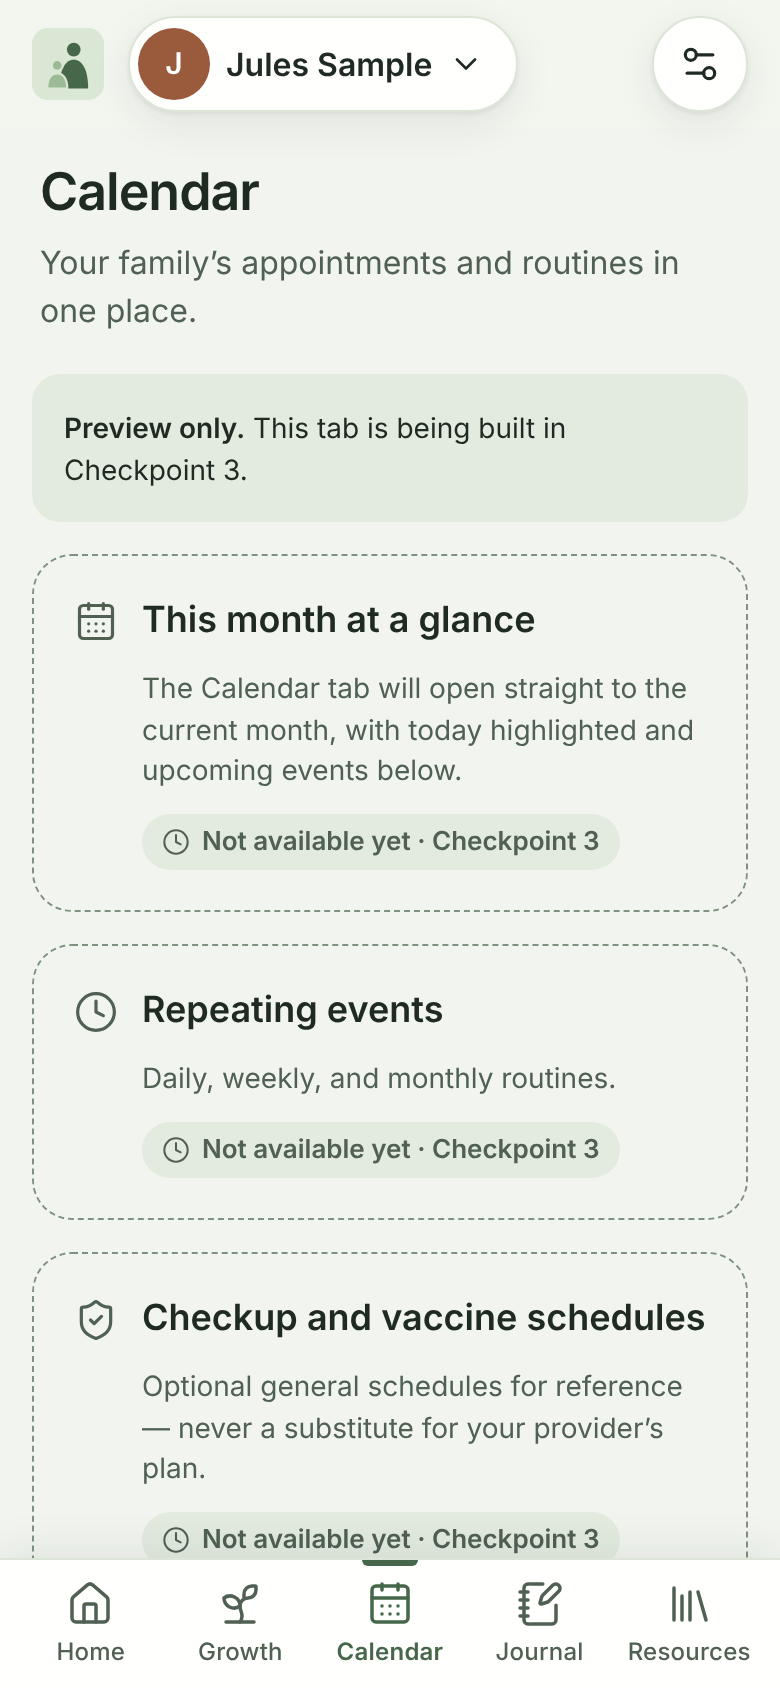 J
Jules Sample
Calendar
Your family’s appointments and routines in
one place.
Preview only. This tab is being built in
Checkpoint 3.
This month at a glance
The Calendar tab will open straight to the
current month, with today highlighted and
upcoming events below.
Not available yet · Checkpoint 3
Repeating events
Daily, weekly, and monthly routines.
Not available yet · Checkpoint 3
Checkup and vaccine schedules
Optional general schedules for reference
— never a substitute for your provider’s
plan.
Not available yet · Checkpoint 3
Home
Growth
Calendar
Journal
Resources